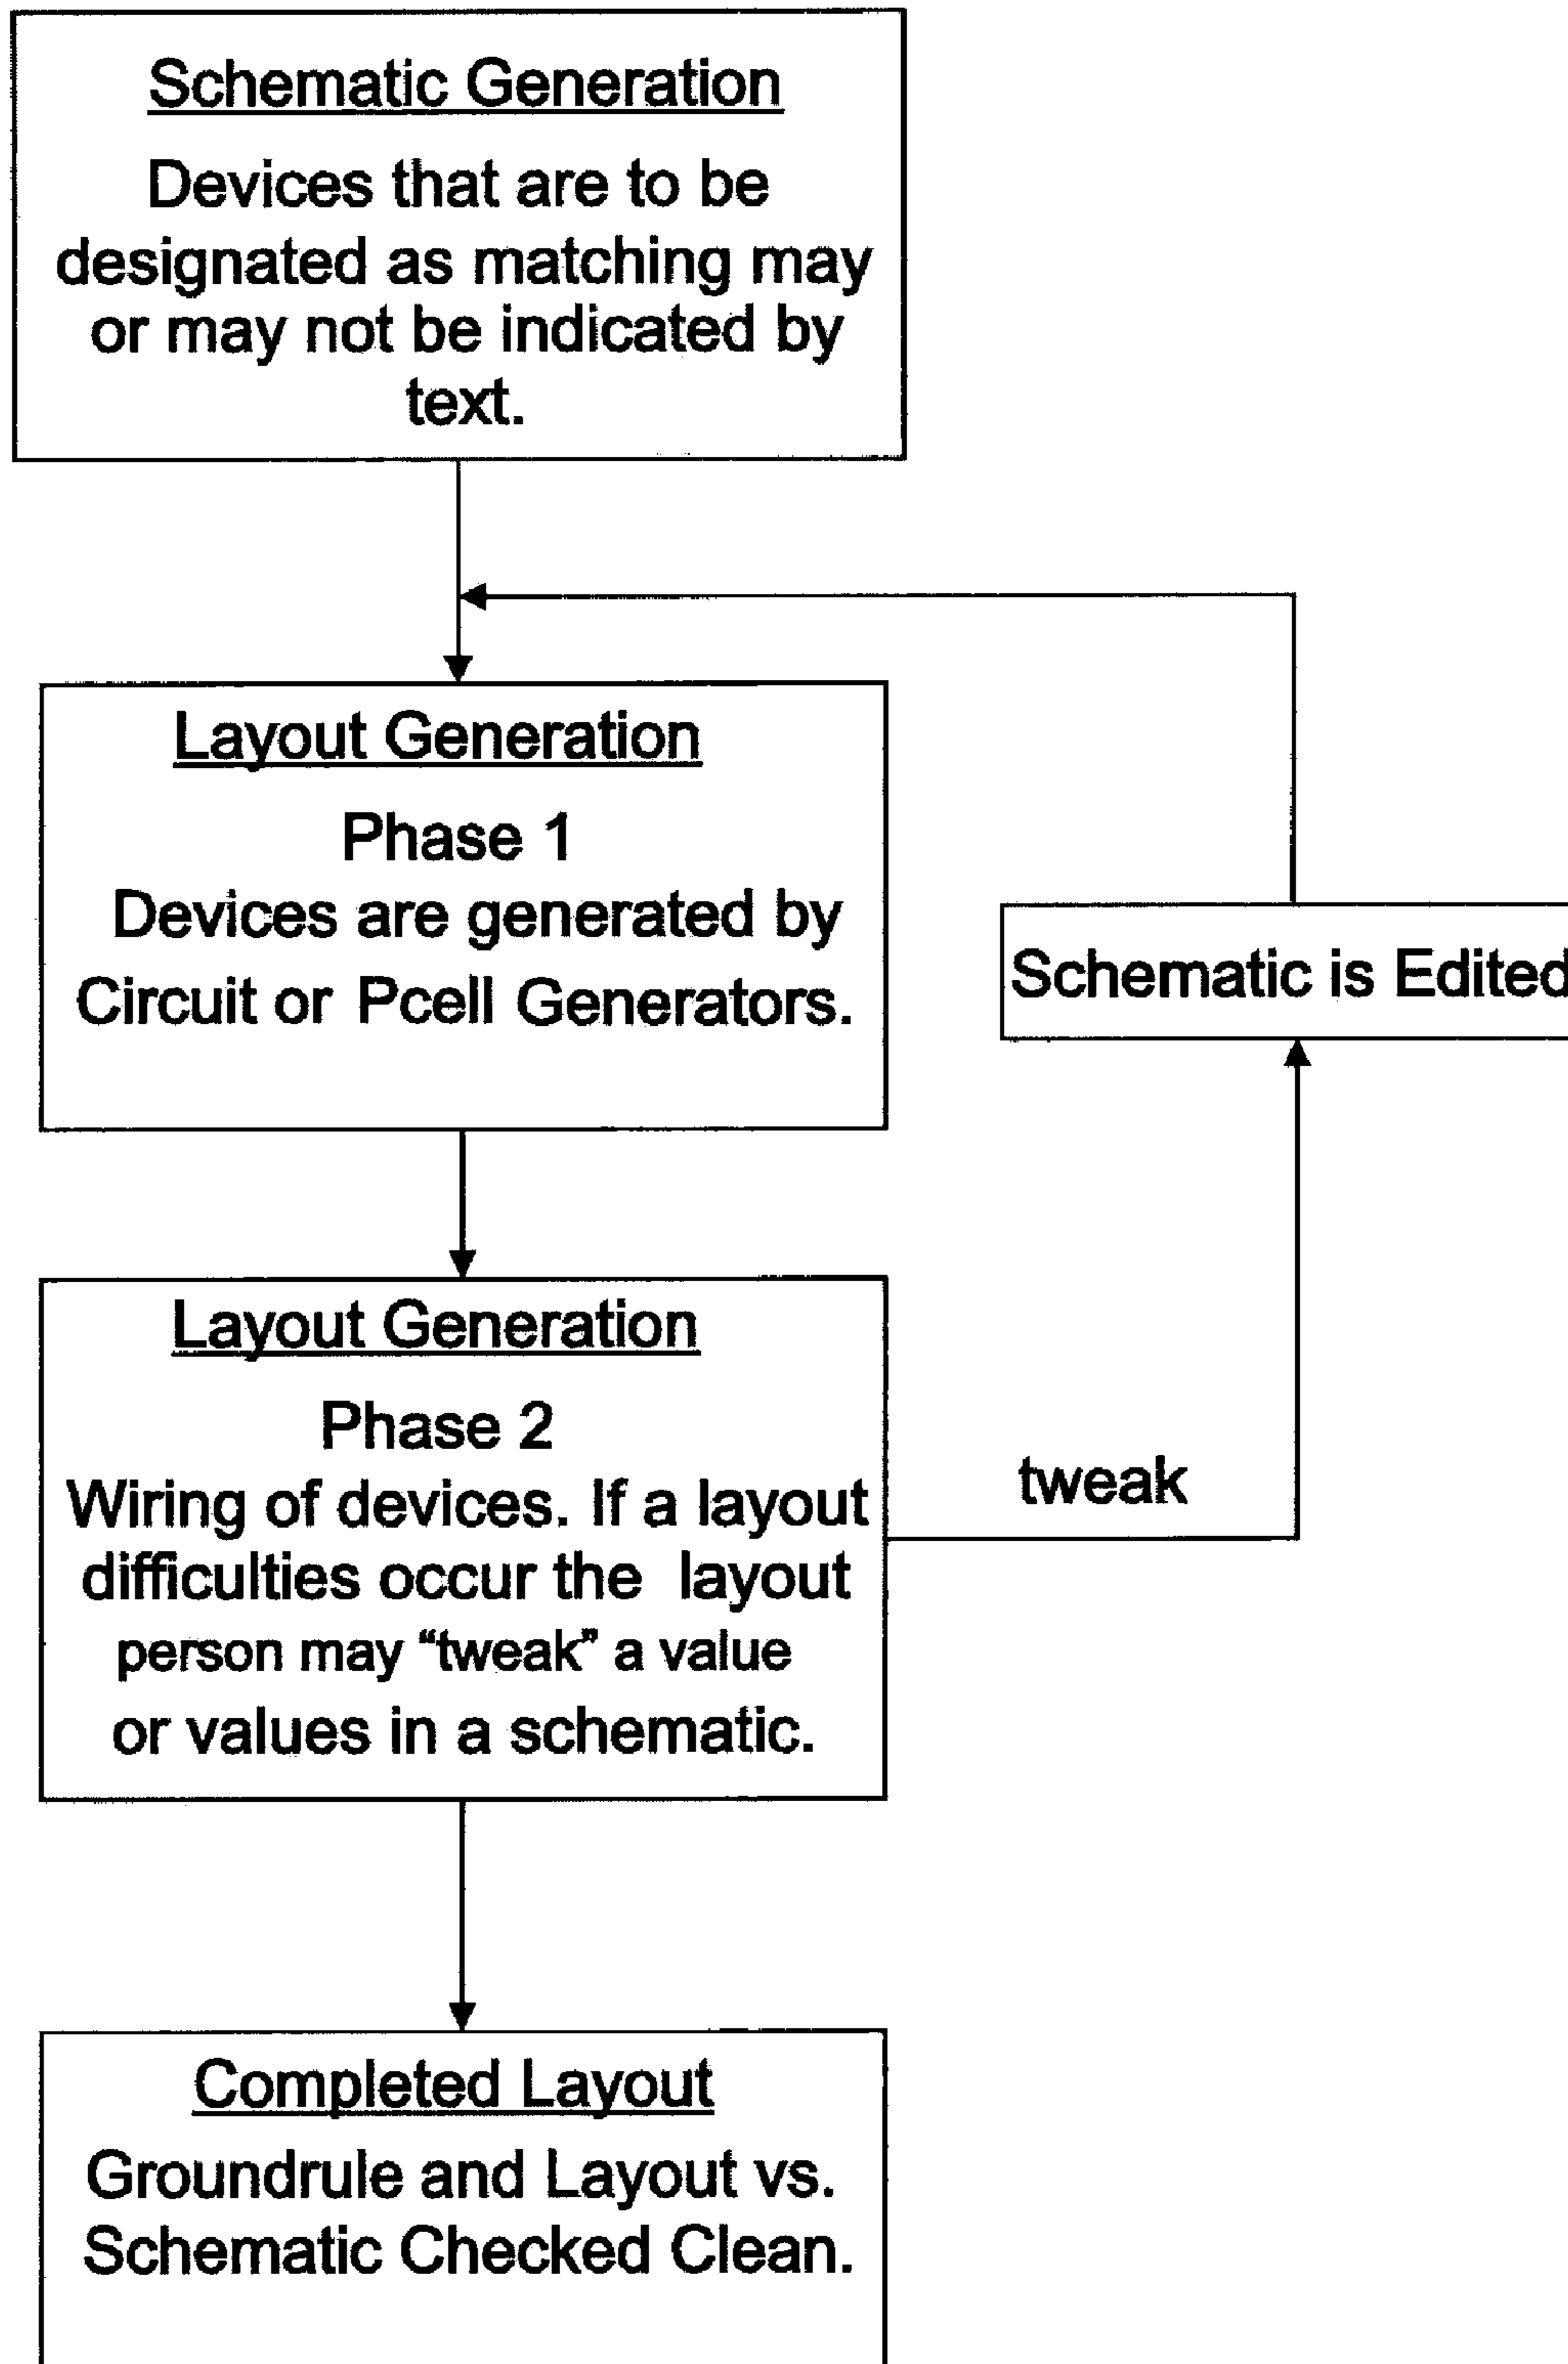 Schematic Generation
Devices that are to be
designated as matching may
or may not be indicated by
text.
Layout Generation
Phase 1
Devices are generated by
Circuit or Pcell Generators.
Schematic is Edited
Layout Generation
Phase 2
Wiring of devices. If a layout
difficulties occur the layout
person may “tweak” a value
or values in a schematic.
tweak
Completed Layout
Groundrule and Layout vs.
Schematic Checked Clean.